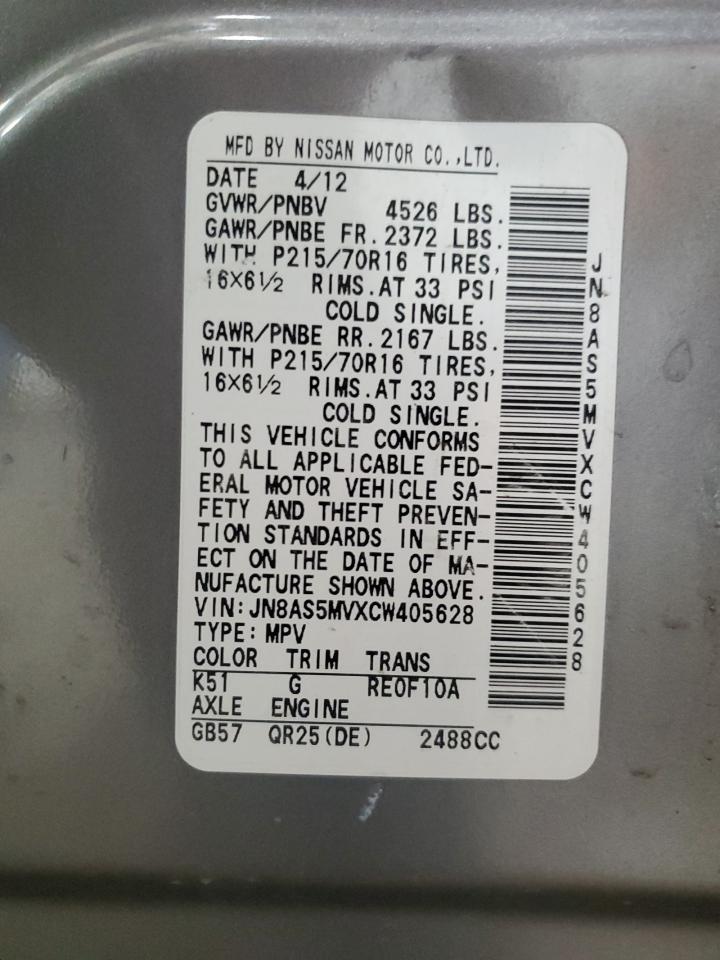 MFD BY NISSAN MOTOR CO.,LTD.
DATE 4/12
GVWR/PNBV 4526 LBS.
GAWR/PNBE FR. 2372 LBS.
WITH P215/70R16 TIRES,
16X6½ RIMS.AT 33 PSI
COLD SINGLE.
GAWR/PNBE RR. 2167 LBS.
WITH P215/70R16 TIRES,
16X6½ RIMS.AT 33 PSI
COLD SINGLE.
THIS VEHICLE CONFORMS
TO ALL APPLICABLE FED-
ERAL MOTOR VEHICLE SA-
FETY AND THEFT PREVEN-
TION STANDARDS IN EFF-
ECT ON THE DATE OF MA-
NUFACTURE SHOWN ABOVE.
VIN:JN8AS5MVXCW405628
TYPE:MPV
COLOR TRIM TRANS
K51 G RE0F10A
AXLE ENGINE
GB57 QR25(DE) 2488CC
JN8AS5MVXCW405628